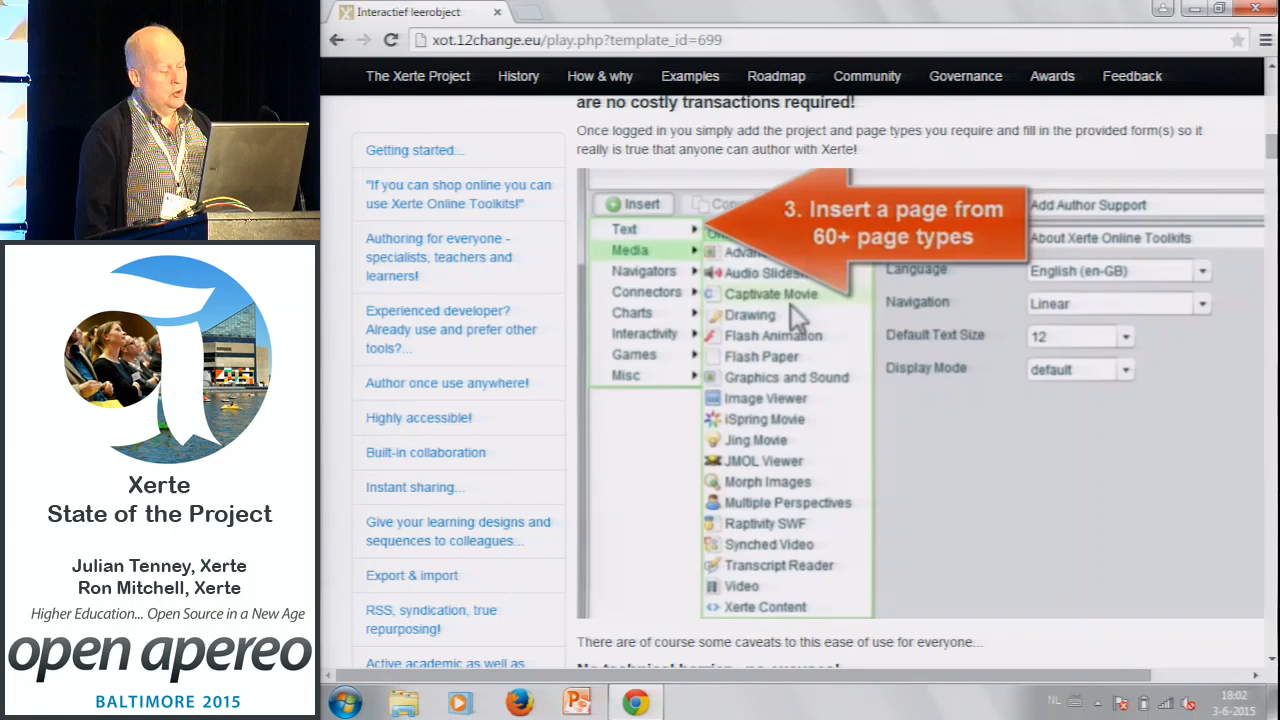 Interactief leerobject
xot.12change.eu/play.php?template_id=699
The Xerte Project
History
How & why
Examples
Roadmap
Community
Governance
Awards
Feedback
are no costly transactions required!
Once logged in you simply add the project and page types you require and fill in the provided form(s) so it
really is true that anyone can author with Xerte!
Getting started...
"If you can shop online you can
use Xerte Online Toolkits!"
Authoring for everyone -
specialists, teachers and
learners!
Experienced developer?
Already use and prefer other
tools?...
Author once use anywhere!
Highly accessible!
Built-in collaboration
Instant sharing...
Give your learning designs and
sequences to colleagues...
Export & import
RSS, syndication, true
repurposing!
Active academic as well as
Insert
3. Insert a page from
60+ page types
Text
Media
Navigators
Connectors
Charts
Interactivity
Games
Misc
Captivate Movie
Drawing
Flash Animation
Flash Paper
Graphics and Sound
Image Viewer
iSpring Movie
Jing Movie
JMOL Viewer
Morph Images
Multiple Perspectives
Raptivity SWF
Synched Video
Transcript Reader
Video
Xerte Content
Add Author Support
About Xerte Online Toolkits
Language
English (en-GB)
Navigation
Linear
Default Text Size
12
Display Mode
default
There are of course some caveats to this ease of use for everyone...
NL
18:02
3-6-2015
Xerte
State of the Project
Julian Tenney, Xerte
Ron Mitchell, Xerte
Higher Education... Open Source in a New Age
open apereo
BALTIMORE 2015